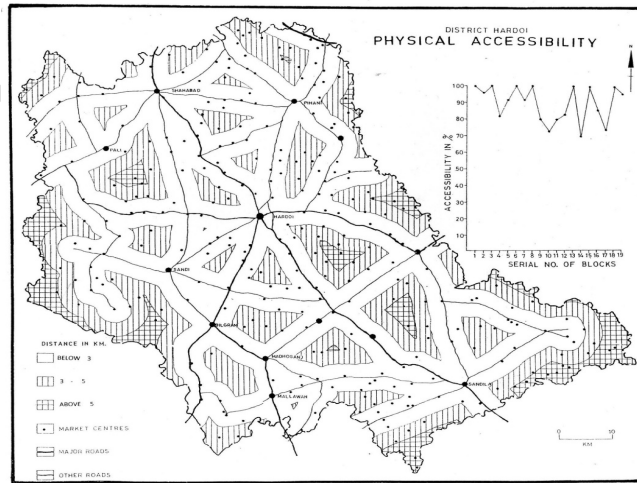 DISTRICT HARDOI
PHYSICAL ACCESSIBILITY
N
SHAHABAD
PIHANI
PALI
HARDOI
SANDI
BILGRAM
MADHOGANJ
MALLAWAN
SANDILA
ACCESSIBILITY IN %
100
90
80
70
60
50
40
30
20
10
1 2 3 4 5 6 7 8 9 10 11 12 13 14 15 16 17 18 19
SERIAL NO. OF BLOCKS
DISTANCE IN KM.
BELOW 3
3 - 5
ABOVE 5
MARKET CENTRES
MAJOR ROADS
OTHER ROADS
0 10
KM